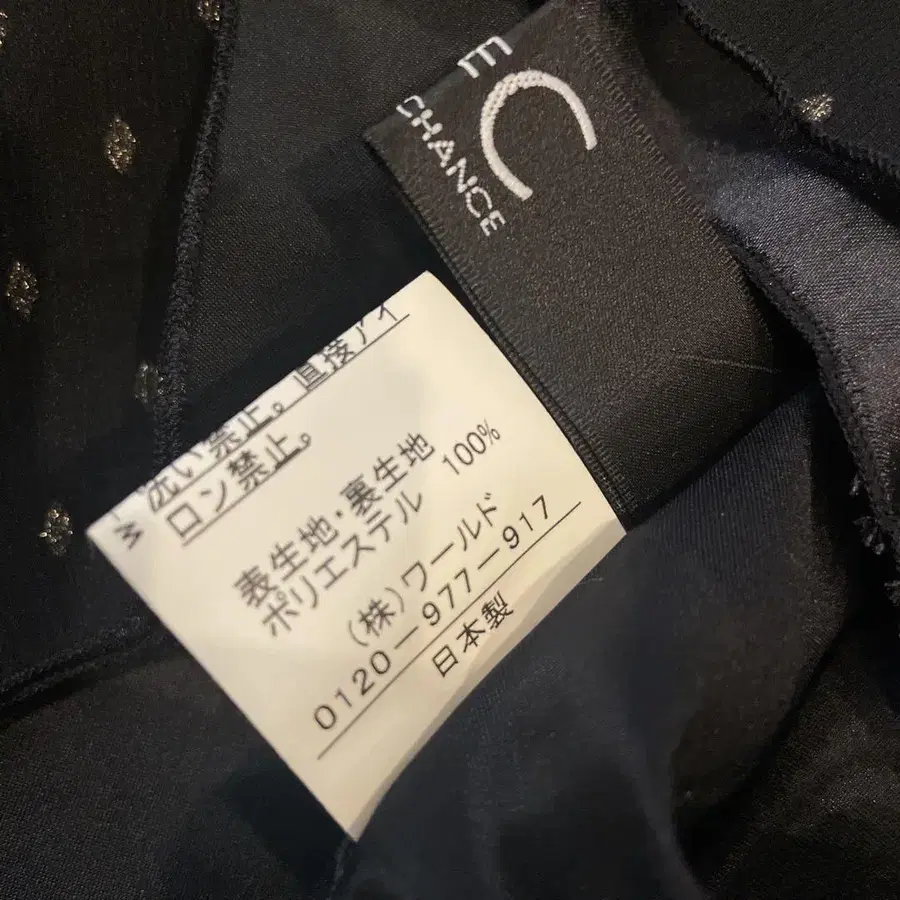 E
C
CHANCE
洗い禁止。直接アイ
ロン禁止。
表生地・裏生地
ポリエステル 100%
(株)ワールド
0120-977-917
日本製